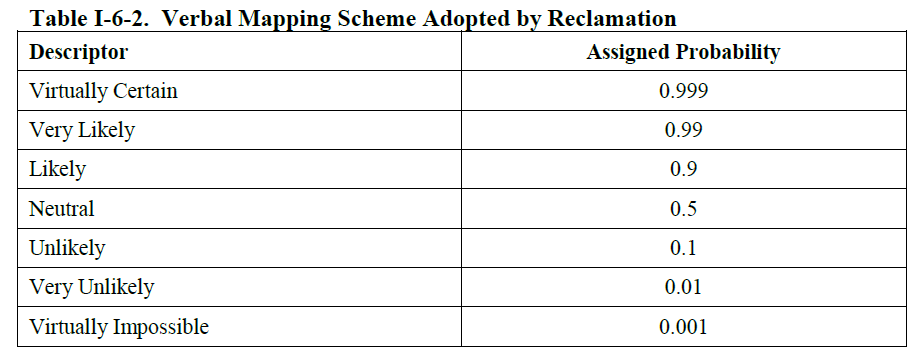 Table I-6-2. Verbal Mapping Scheme Adopted by Reclamation
Descriptor Assigned Probability
Virtually Certain 0.999
Very Likely 0.99
Likely 0.9
Neutral 0.5
Unlikely 0.1
Very Unlikely 0.01
Virtually Impossible 0.001